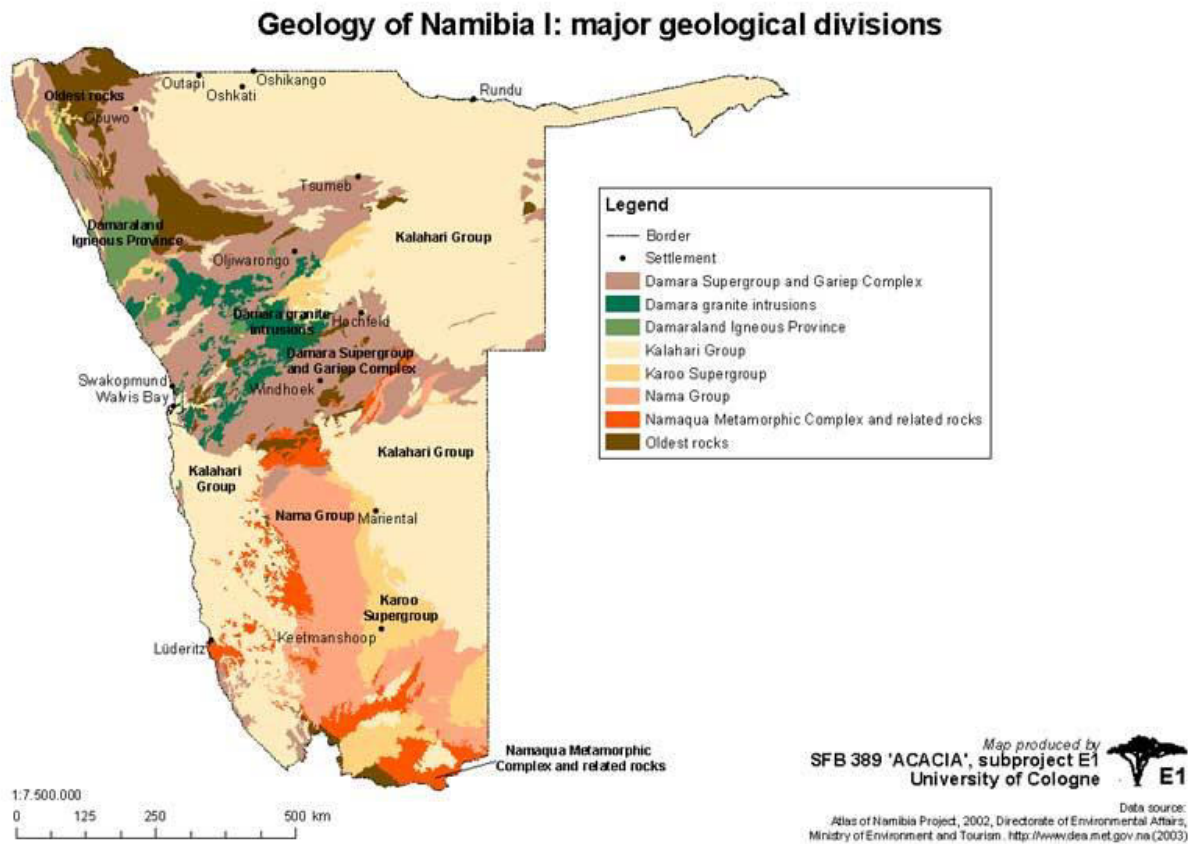 Geology of Namibia I: major geological divisions
Outapi
Oshikango
Oshkati
Rundu
Oldest rocks
Opuwo
Tsumeb
Damaraland
Igneous Province
Kalahari Group
Oljiwarongo
Damara granite
intrusions
Hochfeld
Damara Supergroup
and Gariep Complex
Swakopmund
Walvis Bay
Windhoek
Kalahari
Group
Kalahari Group
Nama Group
Mariental
Karoo
Supergroup
Keetmanshoop
Lüderitz
Namaqua Metamorphic
Complex and related rocks
Legend
Border
Settlement
Damara Supergroup and Gariep Complex
Damara granite intrusions
Damaraland Igneous Province
Kalahari Group
Karoo Supergroup
Nama Group
Namaqua Metamorphic Complex and related rocks
Oldest rocks
1:7.500.000
0 125 250 500 km
Map produced by
SFB 389 'ACACIA', subproject E1
University of Cologne
E1
Data source:
Atlas of Namibia Project, 2002, Directorate of Environmental Affairs,
Ministry of Environment and Tourism. http://www.dea.met.gov.na (2003)